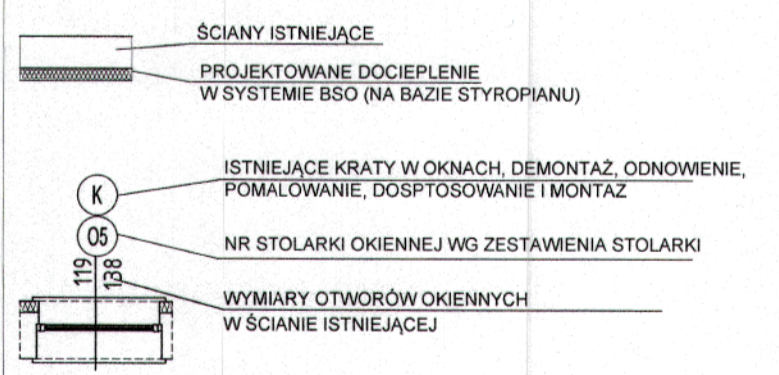 ŚCIANY ISTNIEJĄCE
PROJEKTOWANE DOCIEPLENIE
W SYSTEMIE BSO (NA BAZIE STYROPIANU)
K
ISTNIEJĄCE KRATY W OKNACH, DEMONTAŻ, ODNOWIENIE,
POMALOWANIE, DOSPTOSOWANIE I MONTAZ
05
NR STOLARKI OKIENNEJ WG ZESTAWIENIA STOLARKI
119
138
WYMIARY OTWORÓW OKIENNYCH
W ŚCIANIE ISTNIEJĄCEJ